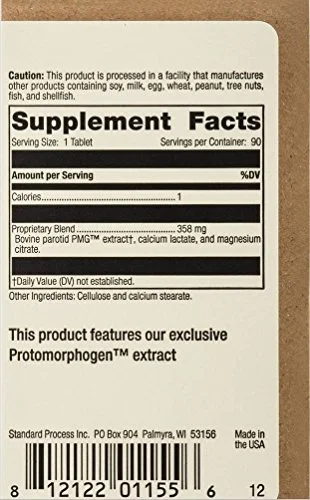 Caution: This product is processed in a facility that manufactures
other products containing soy, milk, egg, wheat, peanut, tree nuts,
fish, and shellfish.
Supplement Facts
Serving Size: 1 Tablet Servings per Container: 90
Amount per Serving %DV
Calories 1
Proprietary Blend 358 mg
Bovine parotid PMG™ extract†, calcium lactate, and magnesium
citrate.
†Daily Value (DV) not established.
Other Ingredients: Cellulose and calcium stearate.
This product features our exclusive
Protomorphogen™ extract
Standard Process Inc. PO Box 904 Palmyra, WI 53156 Made in
the USA
8 12122 01155 6 12